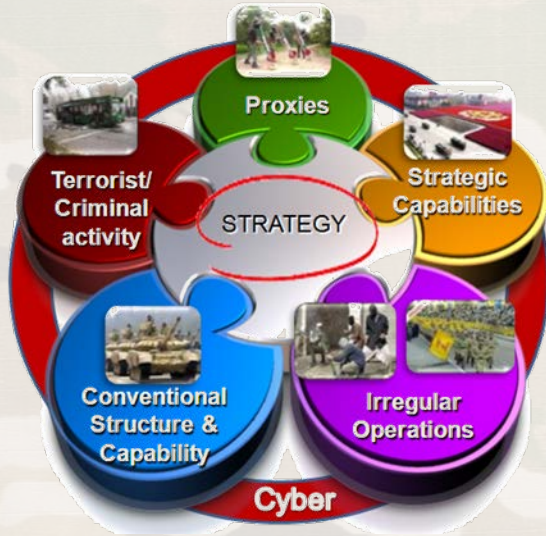 Proxies
Terrorist/
Criminal
activity
Strategic
Capabilities
STRATEGY
Conventional
Structure &
Capability
Irregular
Operations
Cyber